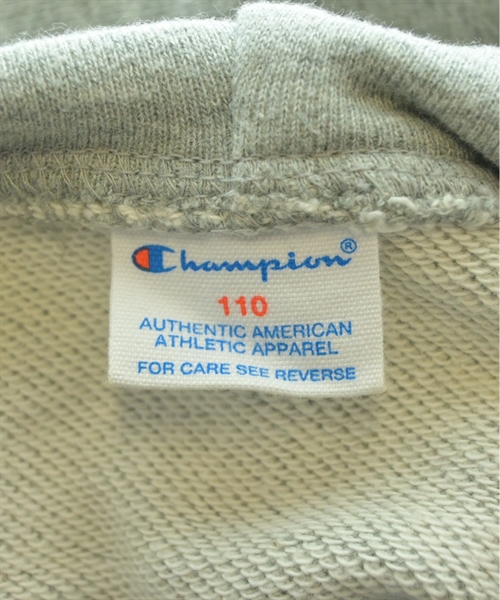 Champion®
110
AUTHENTIC AMERICAN
ATHLETIC APPAREL
FOR CARE SEE REVERSE